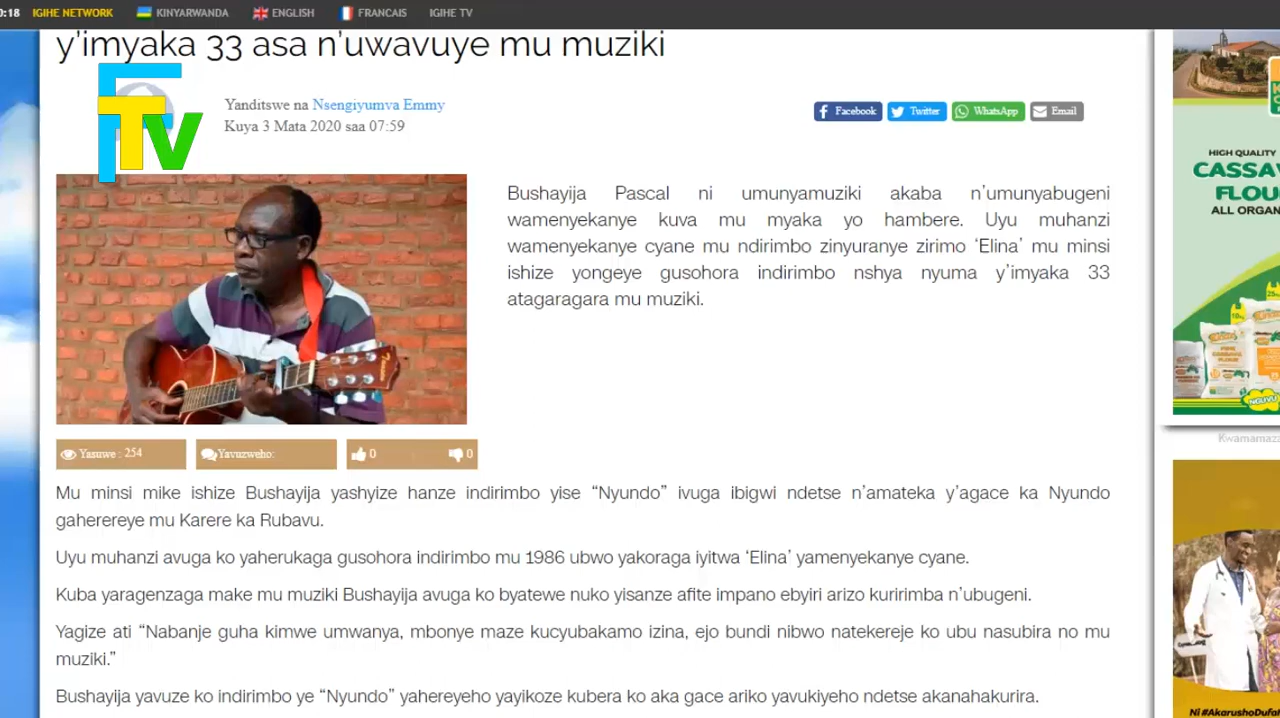 0:18 IGIHE NETWORK KINYARWANDA ENGLISH FRANCAIS IGIHE TV
y’imyaka 33 asa n’uwavuye mu muziki
FTV
Yanditswe na Nsengiyumva Emmy
Kuya 3 Mata 2020 saa 07:59
Facebook Twitter WhatsApp Email
Bushayija Pascal ni umunyamuziki akaba n’umunyabugeni
wamenyekanye kuva mu myaka yo hambere. Uyu muhanzi
wamenyekanye cyane mu ndirimbo zinyuranye zirimo ‘Elina’ mu minsi
ishize yongeye gusohora indirimbo nshya nyuma y’imyaka 33
atagaragara mu muziki.
Yasuwe : 254
Yavuzweho:
0
0
Mu minsi mike ishize Bushayija yashyize hanze indirimbo yise “Nyundo” ivuga ibigwi ndetse n’amateka y’agace ka Nyundo
gaherereye mu Karere ka Rubavu.
Uyu muhanzi avuga ko yaherukaga gusohora indirimbo mu 1986 ubwo yakoraga iyitwa ‘Elina’ yamenyekanye cyane.
Kuba yaragenzaga make mu muziki Bushayija avuga ko byatewe nuko yisanze afite impano ebyiri arizo kuririmba n’ubugeni.
Yagize ati “Nabanje guha kimwe umwanya, mbonye maze kucyubakamo izina, ejo bundi nibwo natekereje ko ubu nasubira no mu
muziki.”
Bushayija yavuze ko indirimbo ye “Nyundo” yahereyeho yayikoze kubera ko aka gace ariko yavukiyeho ndetse akanahakurira.
HIGH QUALITY
CASSAV
FLOU
ALL ORGAN
NGUVU
Kwamamaza
Ni #AkarushoDufa